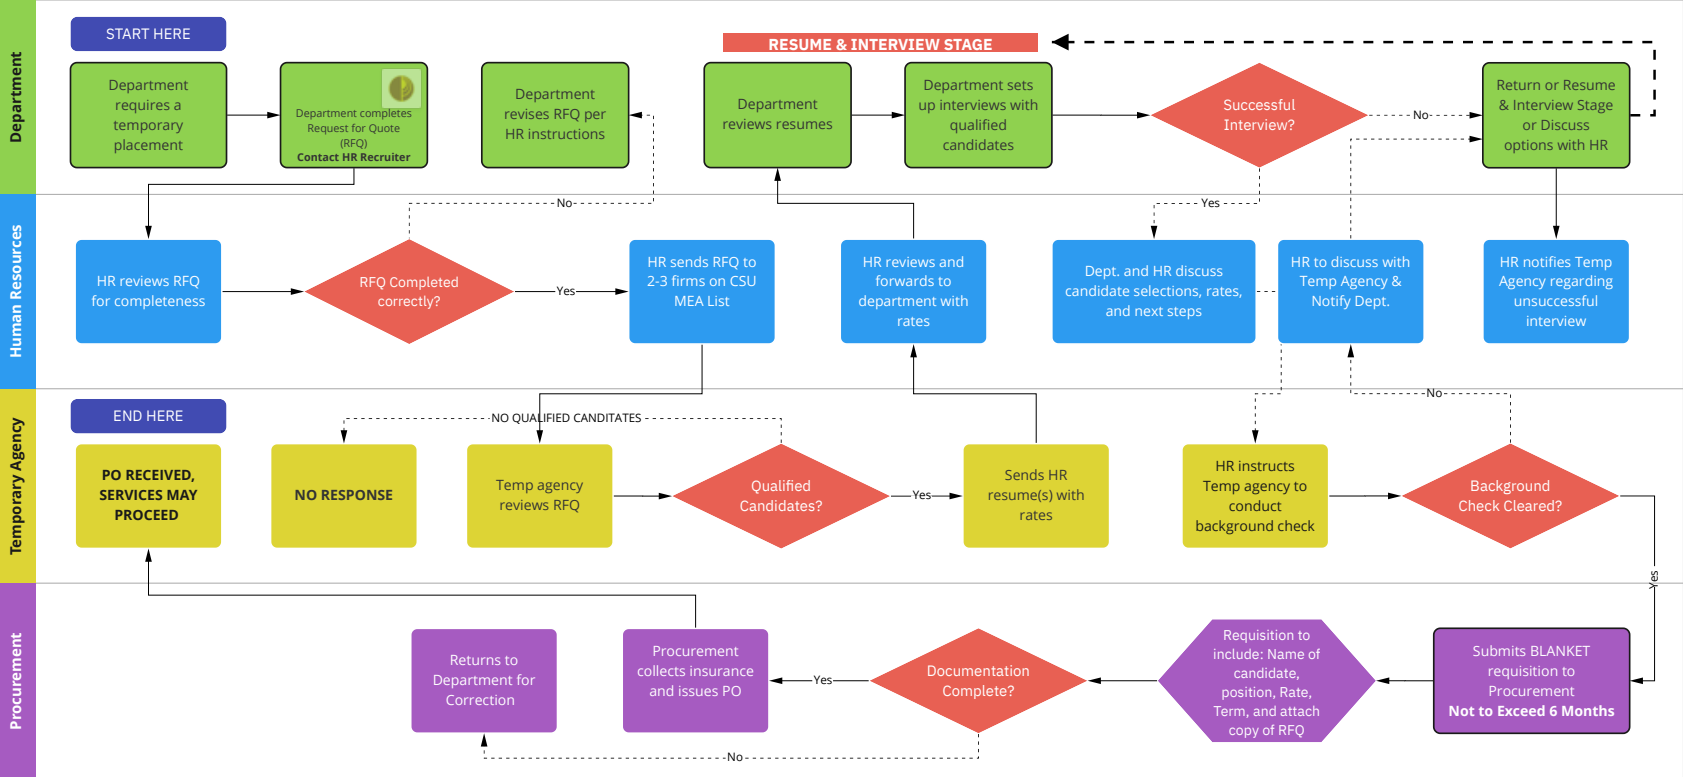 Department
START HERE
RESUME & INTERVIEW STAGE
Department
requires a
temporary
placement
Department completes
Request for Quote
(RFQ)
Contact HR Recruiter
Department
revises RFQ per
HR instructions
Department
reviews resumes
Department sets
up interviews with
qualified
candidates
Successful
Interview?
No
Return or Resume
& Interview Stage
or Discuss
options with HR
Human Resources
No
Yes
HR reviews RFQ
for completeness
RFQ Completed
correctly?
Yes
HR sends RFQ to
2-3 firms on CSU
MEA List
HR reviews and
forwards to
department with
rates
Dept. and HR discuss
candidate selections, rates,
and next steps
HR to discuss with
Temp Agency &
Notify Dept.
HR notifies Temp
Agency regarding
unsuccessful
interview
Temporary Agency
END HERE
NO QUALIFIED CANDITATES
No
PO RECEIVED,
SERVICES MAY
PROCEED
NO RESPONSE
Temp agency
reviews RFQ
Qualified
Candidates?
Yes
Sends HR
resume(s) with
rates
HR instructs
Temp agency to
conduct
background check
Background
Check Cleared?
Yes
Procurement
Returns to
Department for
Correction
Procurement
collects insurance
and issues PO
Yes
Documentation
Complete?
Requisition to
include: Name of
candidate,
position, Rate,
Term, and attach
copy of RFQ
Submits BLANKET
requisition to
Procurement
Not to Exceed 6 Months
No